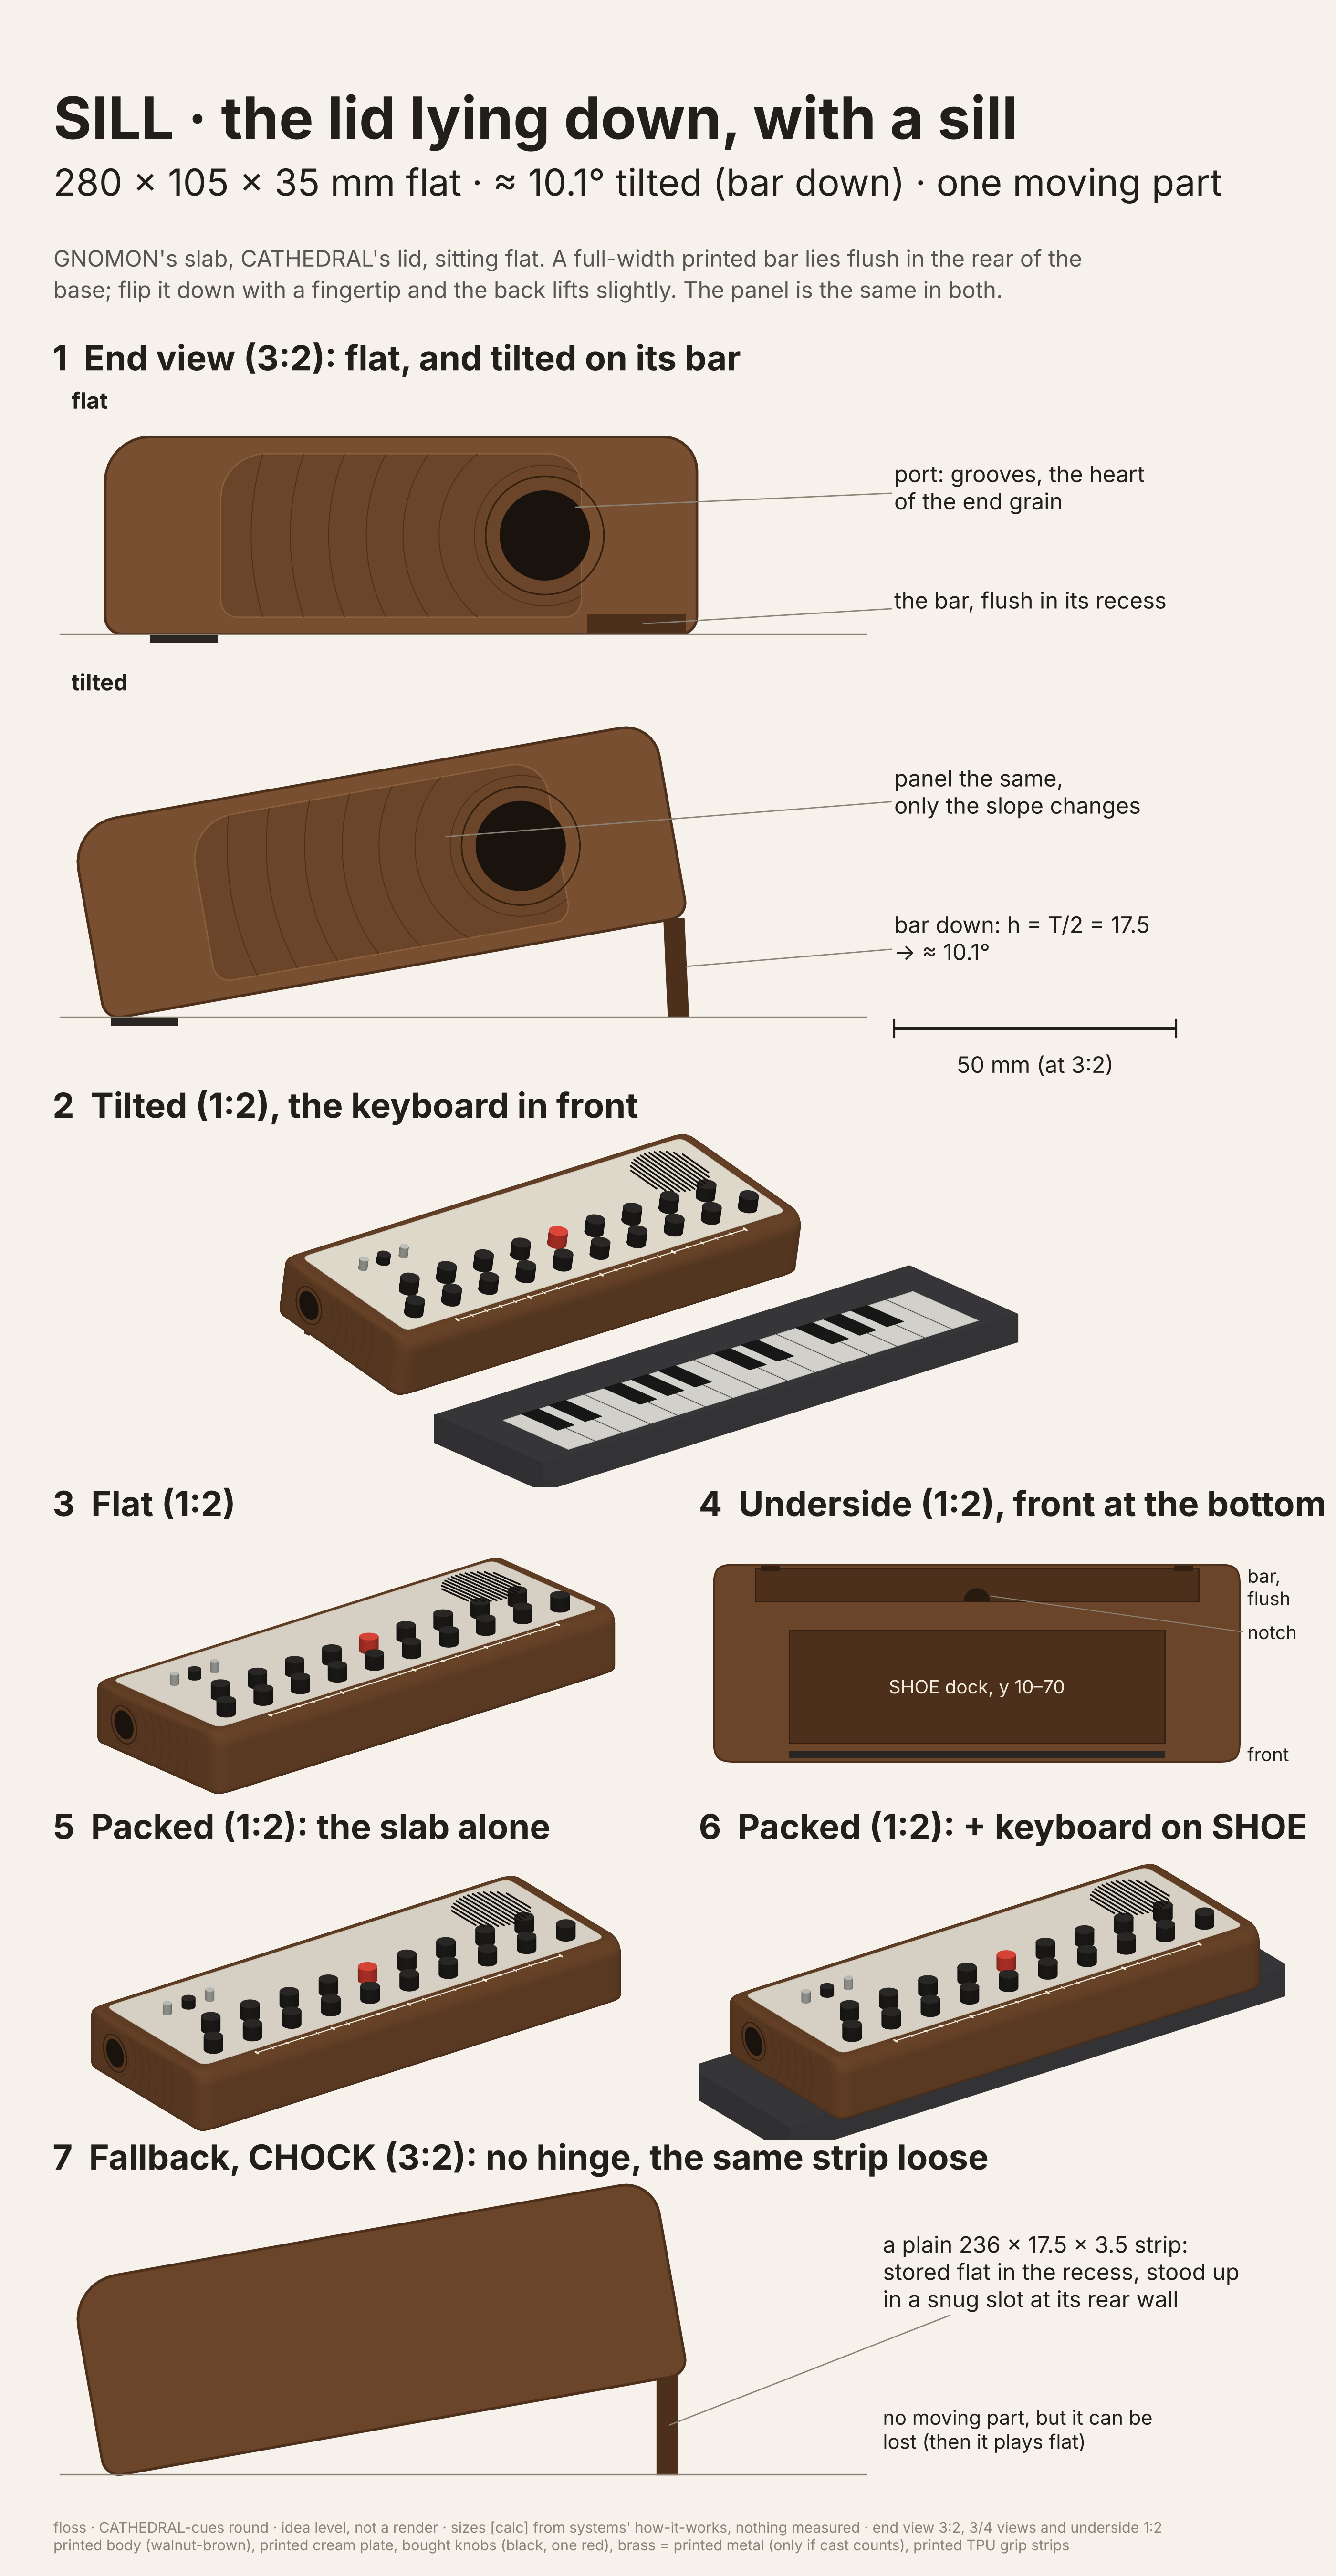 SILL · the lid lying down, with a sill
280 × 105 × 35 mm flat · ≈ 10.1° tilted (bar down) · one moving part
GNOMON's slab, CATHEDRAL's lid, sitting flat. A full-width printed bar lies flush in the rear of the
base; flip it down with a fingertip and the back lifts slightly. The panel is the same in both.
1 End view (3:2): flat, and tilted on its bar
flat
port: grooves, the heart
of the end grain
the bar, flush in its recess
tilted
panel the same,
only the slope changes
bar down: h = T/2 = 17.5
→ ≈ 10.1°
50 mm (at 3:2)
2 Tilted (1:2), the keyboard in front
3 Flat (1:2)
4 Underside (1:2), front at the bottom
bar,
flush
notch
SHOE dock, y 10–70
front
5 Packed (1:2): the slab alone
6 Packed (1:2): + keyboard on SHOE
7 Fallback, CHOCK (3:2): no hinge, the same strip loose
a plain 236 × 17.5 × 3.5 strip:
stored flat in the recess, stood up
in a snug slot at its rear wall
no moving part, but it can be
lost (then it plays flat)
floss · CATHEDRAL-cues round · idea level, not a render · sizes [calc] from systems' how-it-works, nothing measured · end view 3:2, 3/4 views and underside 1:2
printed body (walnut-brown), printed cream plate, bought knobs (black, one red), brass = printed metal (only if cast counts), printed TPU grip strips